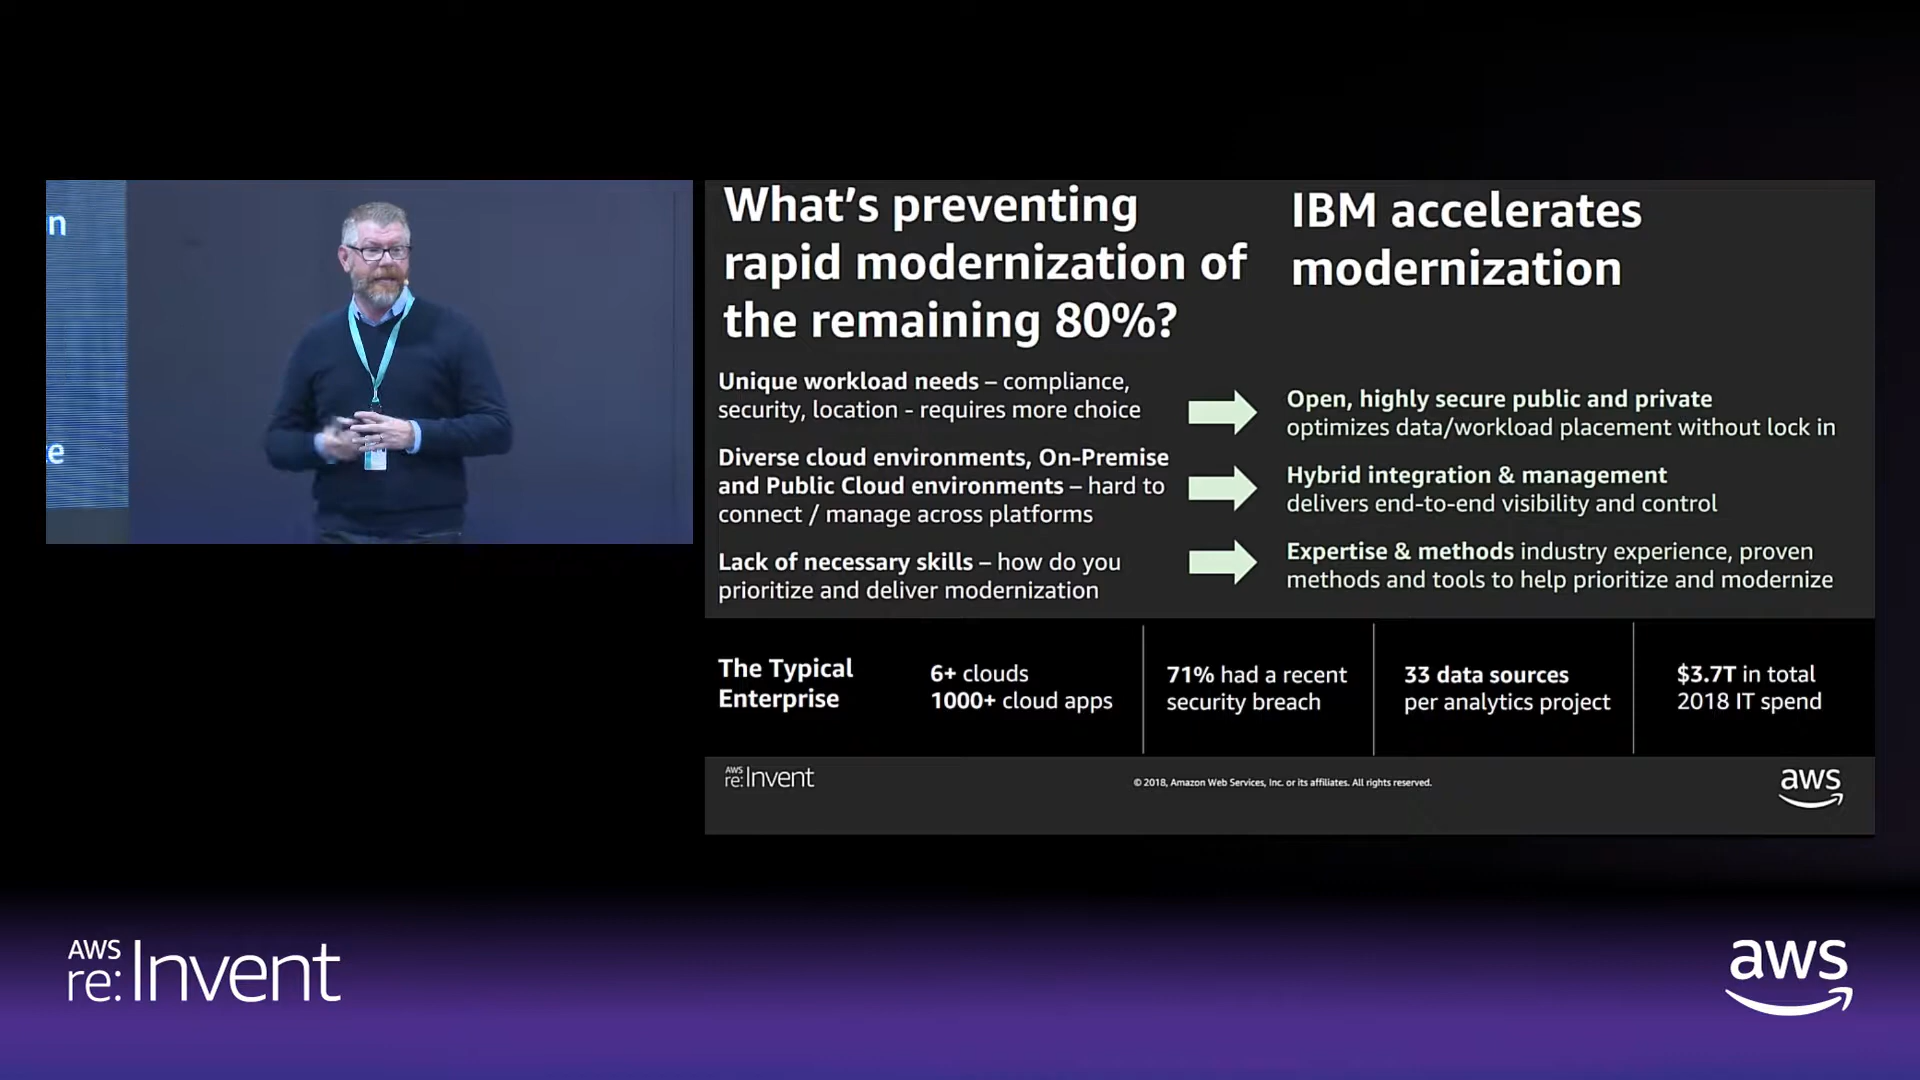 n
te
What's preventing
rapid modernization of
the remaining 80%?
IBM accelerates
modernization
Unique workload needs – compliance,
security, location - requires more choice
Open, highly secure public and private
optimizes data/workload placement without lock in
Diverse cloud environments, On-Premise
and Public Cloud environments – hard to
connect / manage across platforms
Hybrid integration & management
delivers end-to-end visibility and control
Lack of necessary skills – how do you
prioritize and deliver modernization
Expertise & methods industry experience, proven
methods and tools to help prioritize and modernize
The Typical
Enterprise
6+ clouds
1000+ cloud apps
71% had a recent
security breach
33 data sources
per analytics project
$3.7T in total
2018 IT spend
AWS
re:Invent
© 2018, Amazon Web Services, Inc. or its affiliates. All rights reserved.
aws
AWS
re:Invent
aws